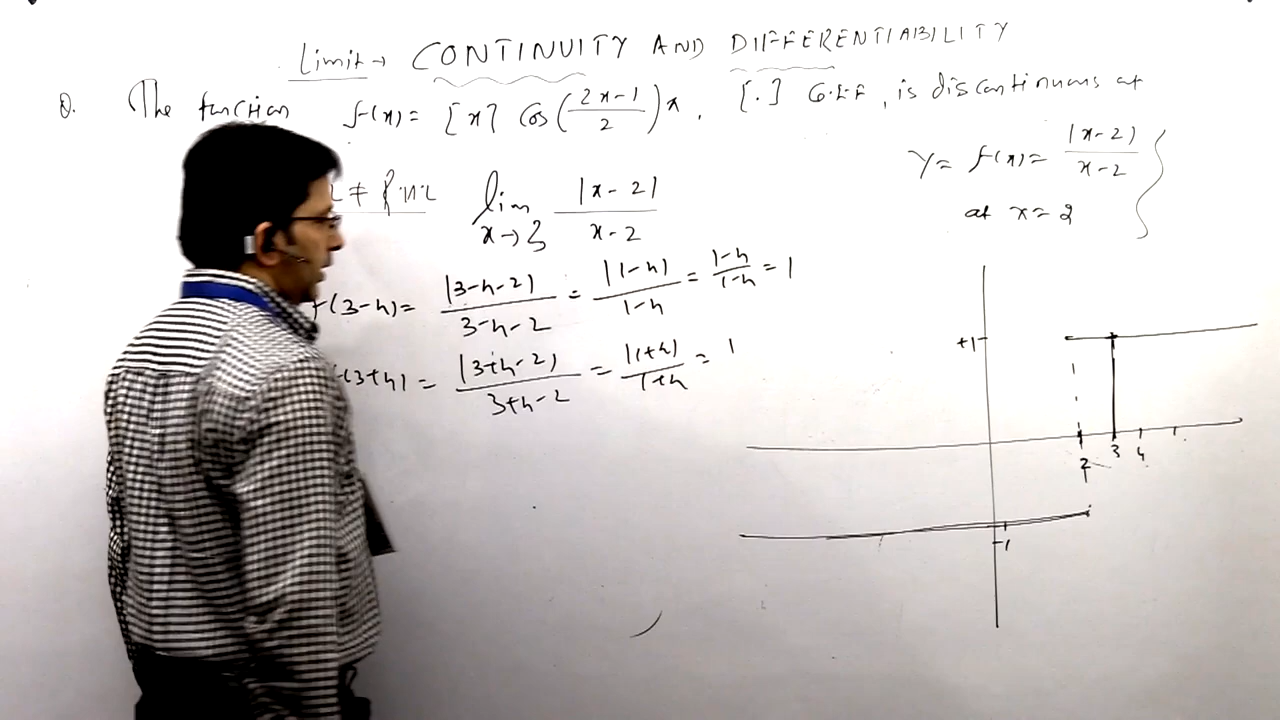 Limit → CONTINUITY AND DIFFERENTIABILITY
Q. The function f(x) = [x] cos(2x-1/2)π, [.] G.I.F, is discontinuous at
y = f(x) = |x-2|/x-2
at x = 2
≠ R.H.L lim x→3 |x-2|/x-2
f(3-h) = |3-h-2|/3-h-2 = |1-h|/1-h = 1-h/1-h = 1
(3+h) = |3+h-2|/3+h-2 = |1+h|/1+h = 1
+1
2 3 4
-1